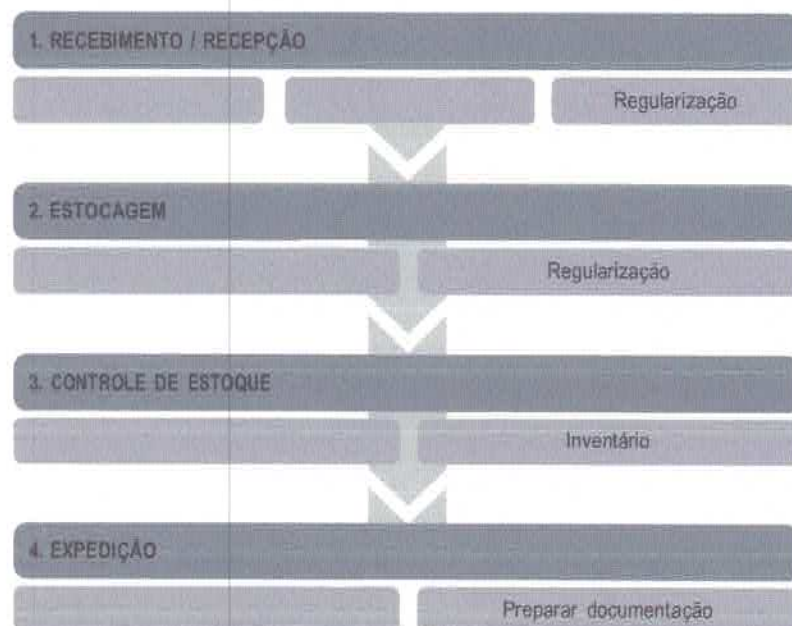 1. RECEBIMENTO / RECEPÇÃO
Regularização
2. ESTOCAGEM
Regularização
3. CONTROLE DE ESTOQUE
Inventário
4. EXPEDIÇÃO
Preparar documentação